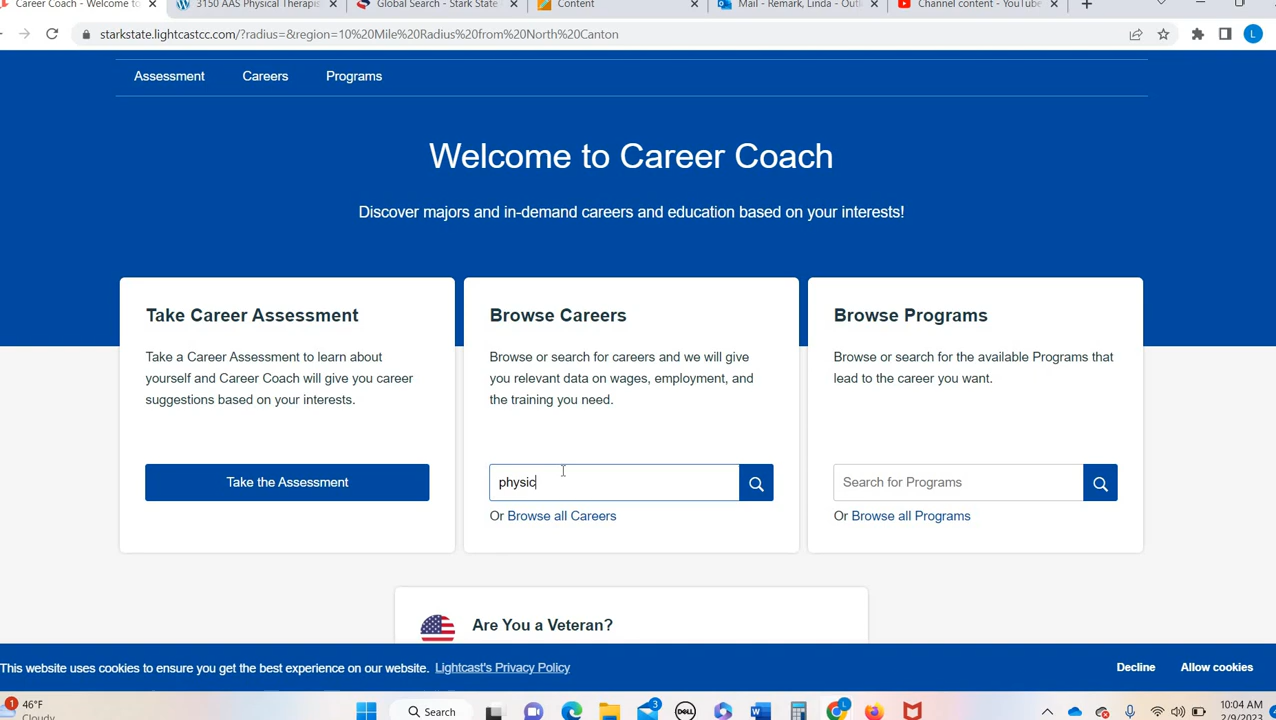 Career Coach - Welcome to
3150 AAS Physical Therapis
Global Search - Stark State
Content
Mail - Remark, Linda - Outl
Channel content - YouTube
starkstate.lightcastcc.com/?radius=&region=10%20Mile%20Radius%20from%20North%20Canton
L
Assessment Careers Programs
Welcome to Career Coach
Discover majors and in-demand careers and education based on your interests!
Take Career Assessment
Take a Career Assessment to learn about
yourself and Career Coach will give you career
suggestions based on your interests.
Take the Assessment
Browse Careers
Browse or search for careers and we will give
you relevant data on wages, employment, and
the training you need.
physic
Or Browse all Careers
Browse Programs
Browse or search for the available Programs that
lead to the career you want.
Search for Programs
Or Browse all Programs
Are You a Veteran?
This website uses cookies to ensure you get the best experience on our website. Lightcast's Privacy Policy
Decline
Allow cookies
1
46°F
Cloudy
Search
3
DELL
L
10:04 AM
2/9/2023